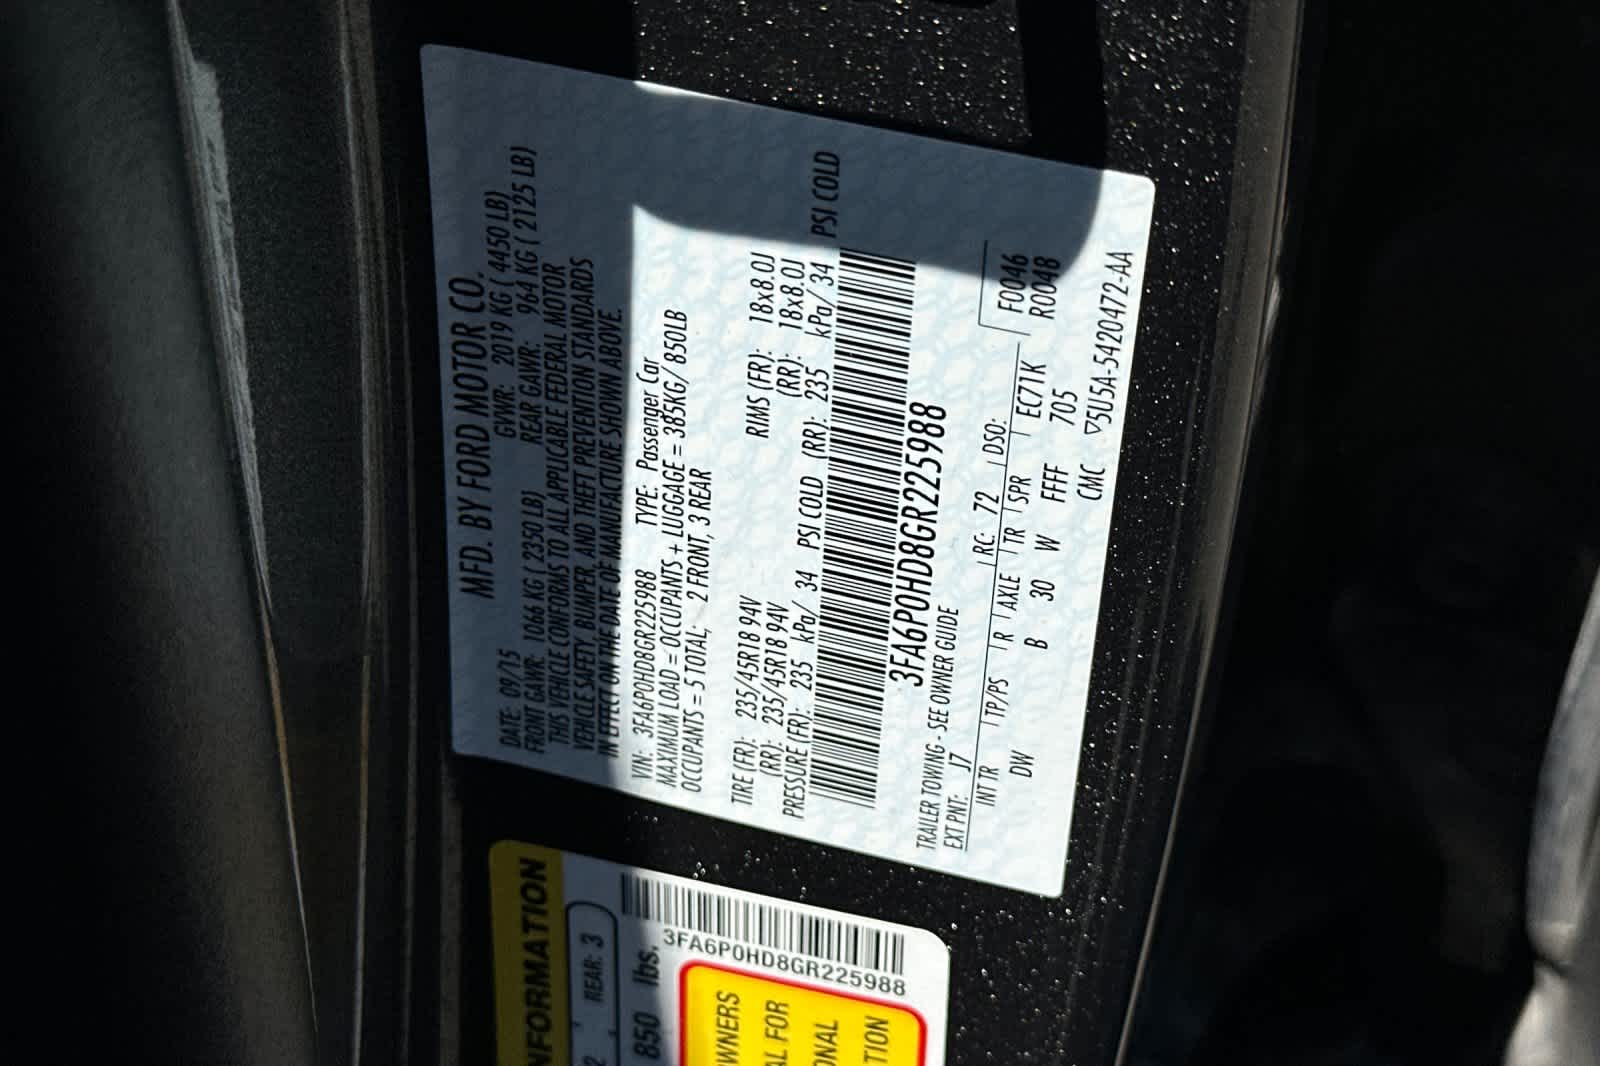 MFD. BY FORD MOTOR CO.
DATE: 09/15 GVWR: 2019 KG ( 4450 LB)
FRONT GAWR: 1066 KG ( 2350 LB) REAR GAWR: 964 KG ( 2125 LB)
THIS VEHICLE CONFORMS TO ALL APPLICABLE FEDERAL MOTOR
VEHICLE SAFETY, BUMPER, AND THEFT PREVENTION STANDARDS
IN EFFECT ON THE DATE OF MANUFACTURE SHOWN ABOVE.
VIN: 3FA6P0HD8GR225988 TYPE: Passenger Car
MAXIMUM LOAD = OCCUPANTS + LUGGAGE = 385KG/ 850LB
OCCUPANTS = 5 TOTAL; 2 FRONT, 3 REAR
TIRE (FR): 235/45R18 94V RIMS (FR): 18x8.0J
(RR): 235/45R18 94V (RR): 18x8.0J
PRESSURE (FR): 235 kPa/ 34 PSI COLD (RR): 235 kPa/ 34 PSI COLD
3FA6P0HD8GR225988
TRAILER TOWING - SEE OWNER GUIDE
EXT PNT: J7 RC: 72 DSO:
INT TR TP/PS R AXLE TR SPR EC71K F0046
DW B 30 W FFF 705 R0048
CMC ▽5U5A-5420472-AA
NFORMATION
2 REAR: 3
850 lbs.
3FA6P0HD8GR225988
WNERS
AL FOR
ONAL
TION